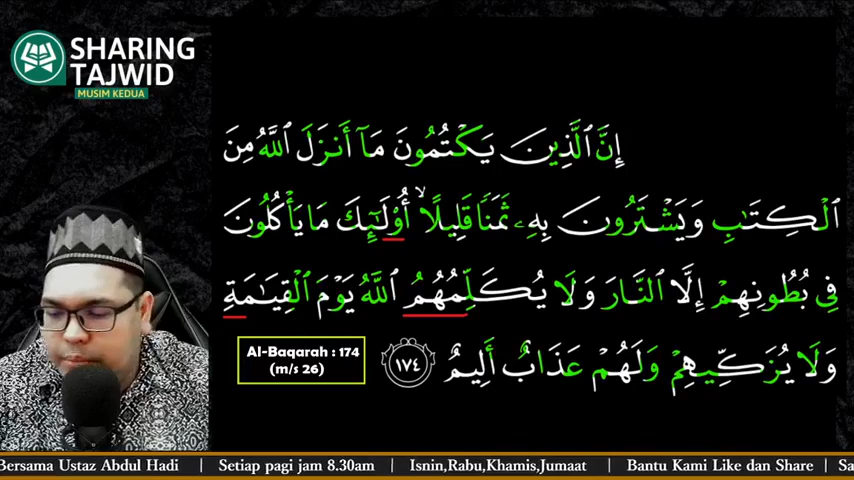 SHARING
TAJWID
MUSIM KEDUA
إِنَّ ٱلَّذِينَ يَكْتُمُونَ مَآ أَنزَلَ ٱللَّهُ مِنَ
ٱلْكِتَٰبِ وَيَشْتَرُونَ بِهِۦ ثَمَنًا قَلِيلًا ۙ أُو۟لَٰٓئِكَ مَا يَأْكُلُونَ
فِى بُطُونِهِمْ إِلَّا ٱلنَّارَ وَلَا يُكَلِّمُهُمُ ٱللَّهُ يَوْمَ ٱلْقِيَٰمَةِ
وَلَا يُزَكِّيهِمْ وَلَهُمْ عَذَابٌ أَلِيمٌ ١٧٤
Al-Baqarah : 174
(m/s 26)
Bersama Ustaz Abdul Hadi | Setiap pagi jam 8.30am | Isnin,Rabu,Khamis,Jumaat | Bantu Kami Like dan Share |